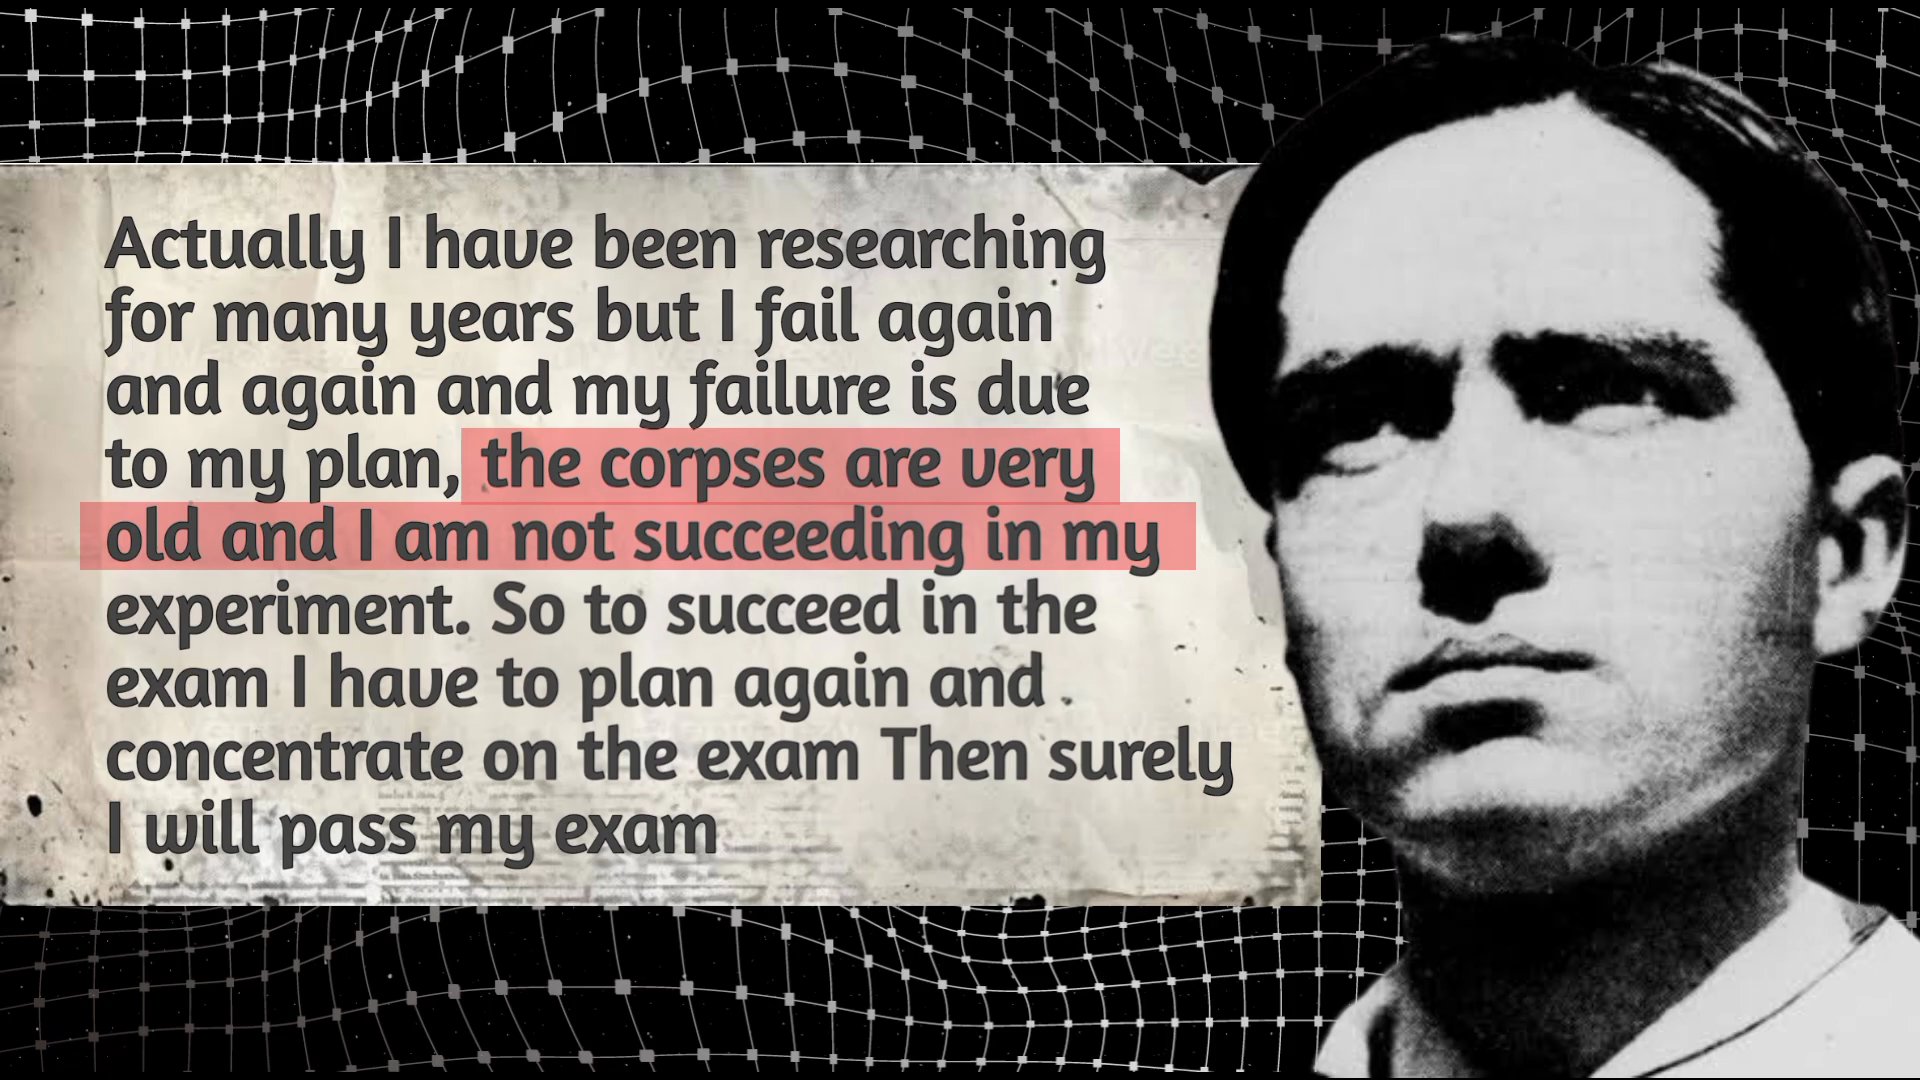 Actually I have been researching
for many years but I fail again
and again and my failure is due
to my plan, the corpses are very
old and I am not succeeding in my
experiment. So to succeed in the
exam I have to plan again and
concentrate on the exam Then surely
I will pass my exam